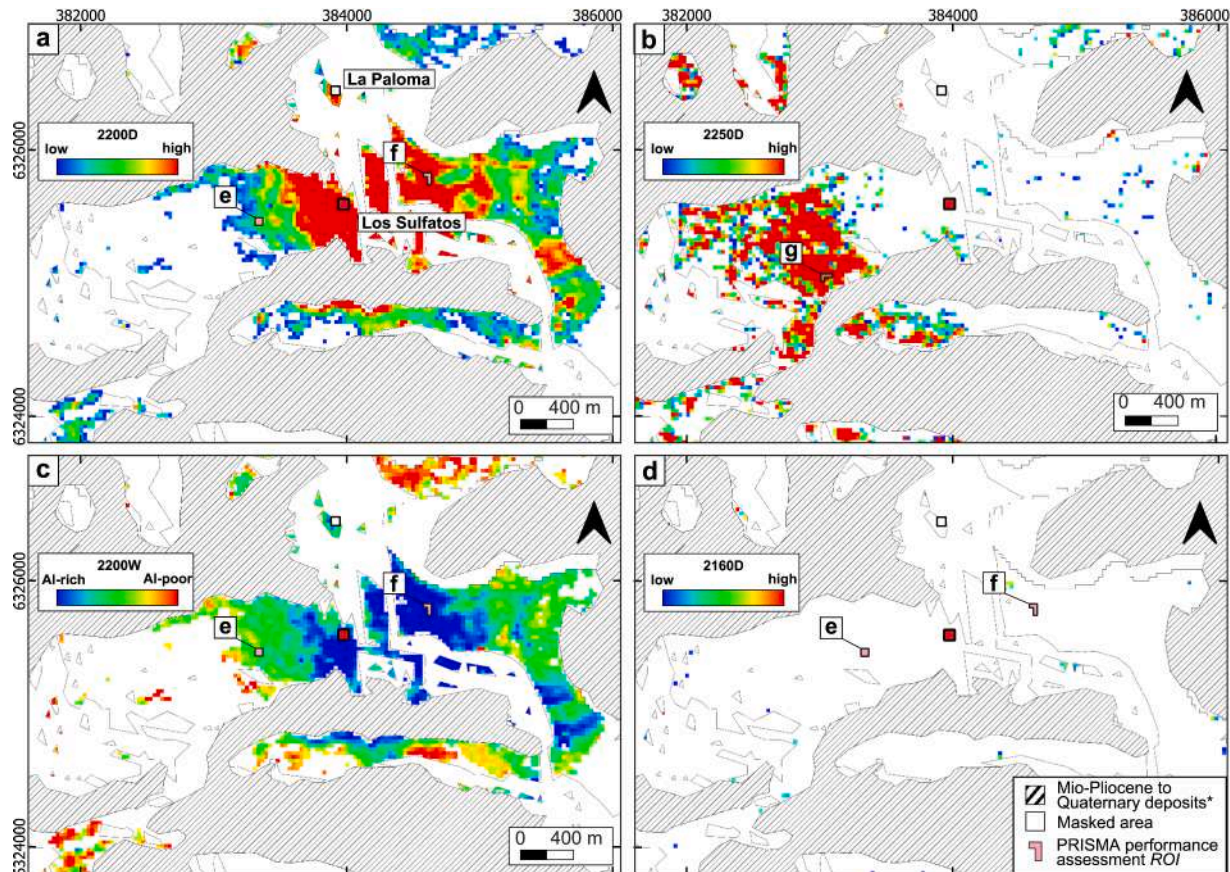 382000 384000 386000 382000 384000 386000
a
La Paloma
2200D
low high
6326000
f
e
Los Sulfatos
6324000
0 400 m
b
2250D
low high
g
0 400 m
c
2200W
Al-rich Al-poor
6326000
f
e
6324000
0 400 m
d
2160D
low high
f
e
Mio-Pliocene to
Quaternary deposits*
Masked area
PRISMA performance
assessment ROI